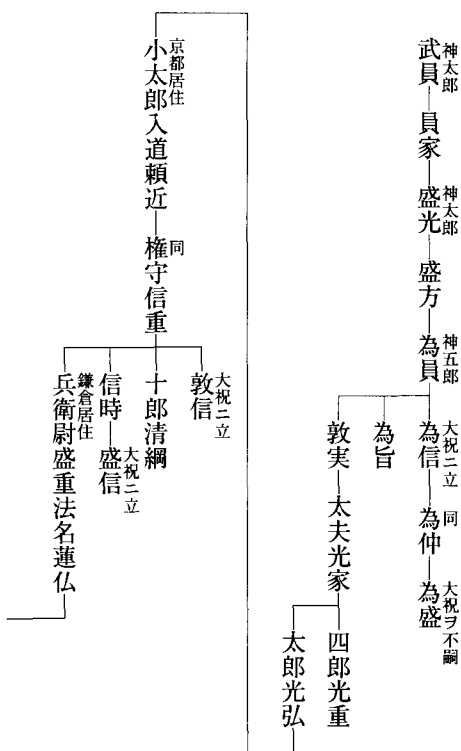 神太郎
武員―員家―盛光―盛方―為員
神太郎
神五郎
大祝ニ立
為信―為仲―為盛
同
大祝ヲ不嗣
為旨
敦実―太夫光家
四郎光重
太郎光弘
京都居住
小太郎入道頼近―権守信重
同
大祝ニ立
敦信
十郎清綱
信時―盛信
大祝ニ立
鎌倉居住
兵衛尉盛重法名蓮仏